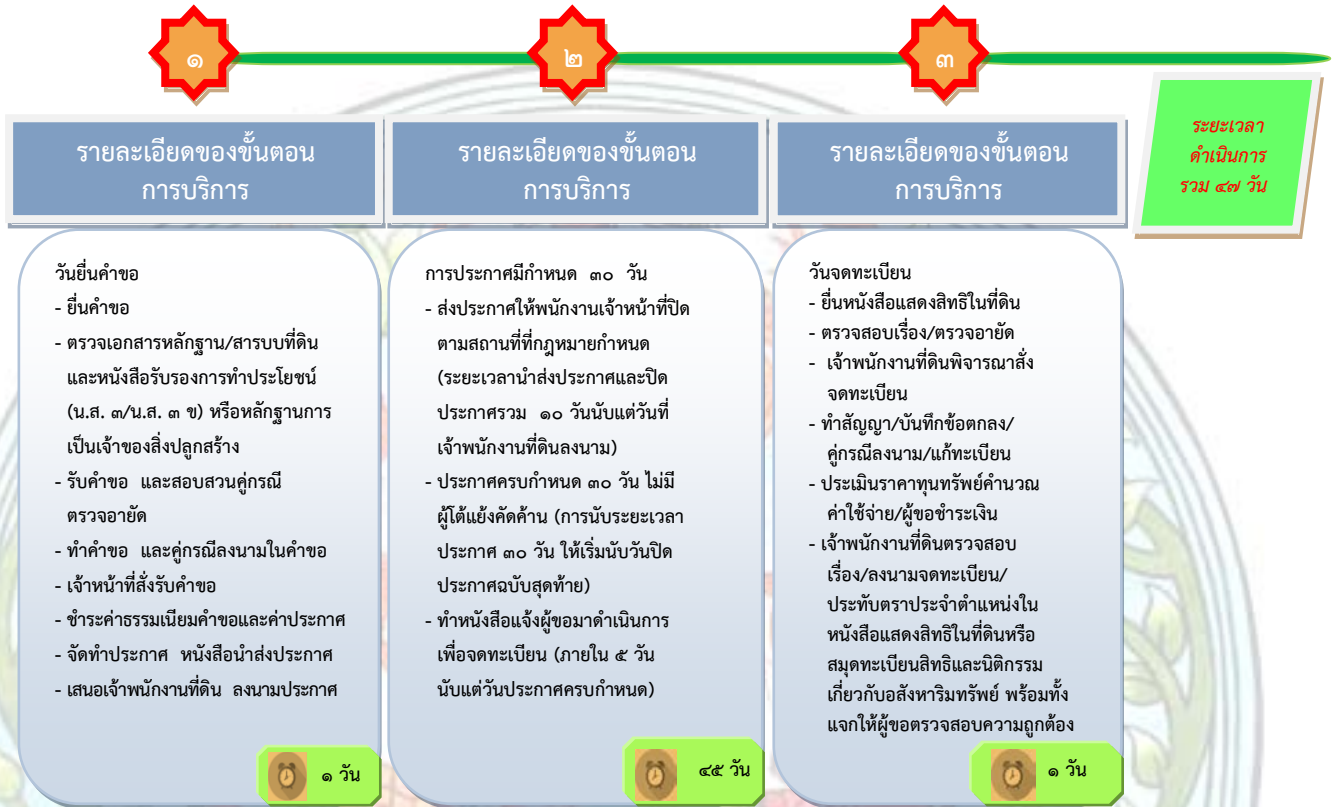 ๑
๒
๓
ระยะเวลา
ดำเนินการ
รวม ๔๗ วัน
รายละเอียดของขั้นตอน
การบริการ
วันยื่นคำขอ
- ยื่นคำขอ
- ตรวจเอกสารหลักฐาน/สารบบที่ดิน
และหนังสือรับรองการทำประโยชน์
(น.ส. ๓/น.ส. ๓ ข) หรือหลักฐานการ
เป็นเจ้าของสิ่งปลูกสร้าง
- รับคำขอ และสอบสวนคู่กรณี
ตรวจอายัด
- ทำคำขอ และคู่กรณีลงนามในคำขอ
- เจ้าหน้าที่สั่งรับคำขอ
- ชำระค่าธรรมเนียมคำขอและค่าประกาศ
- จัดทำประกาศ หนังสือนำส่งประกาศ
- เสนอเจ้าพนักงานที่ดิน ลงนามประกาศ
๑ วัน
รายละเอียดของขั้นตอน
การบริการ
การประกาศมีกำหนด ๓๐ วัน
- ส่งประกาศให้พนักงานเจ้าหน้าที่ปิด
ตามสถานที่ที่กฎหมายกำหนด
(ระยะเวลานำส่งประกาศและปิด
ประกาศรวม ๑๐ วันนับแต่วันที่
เจ้าพนักงานที่ดินลงนาม)
- ประกาศครบกำหนด ๓๐ วัน ไม่มี
ผู้โต้แย้งคัดค้าน (การนับระยะเวลา
ประกาศ ๓๐ วัน ให้เริ่มนับวันปิด
ประกาศฉบับสุดท้าย)
- ทำหนังสือแจ้งผู้ขอมาดำเนินการ
เพื่อจดทะเบียน (ภายใน ๕ วัน
นับแต่วันประกาศครบกำหนด)
๔๕ วัน
รายละเอียดของขั้นตอน
การบริการ
วันจดทะเบียน
- ยื่นหนังสือแสดงสิทธิในที่ดิน
- ตรวจสอบเรื่อง/ตรวจอายัด
- เจ้าพนักงานที่ดินพิจารณาสั่ง
จดทะเบียน
- ทำสัญญา/บันทึกข้อตกลง/
คู่กรณีลงนาม/แก้ทะเบียน
- ประเมินราคาทุนทรัพย์คำนวณ
ค่าใช้จ่าย/ผู้ขอชำระเงิน
- เจ้าพนักงานที่ดินตรวจสอบ
เรื่อง/ลงนามจดทะเบียน/
ประทับตราประจำตำแหน่งใน
หนังสือแสดงสิทธิในที่ดินหรือ
สมุดทะเบียนสิทธิและนิติกรรม
เกี่ยวกับอสังหาริมทรัพย์ พร้อมทั้ง
แจกให้ผู้ขอตรวจสอบความถูกต้อง
๑ วัน